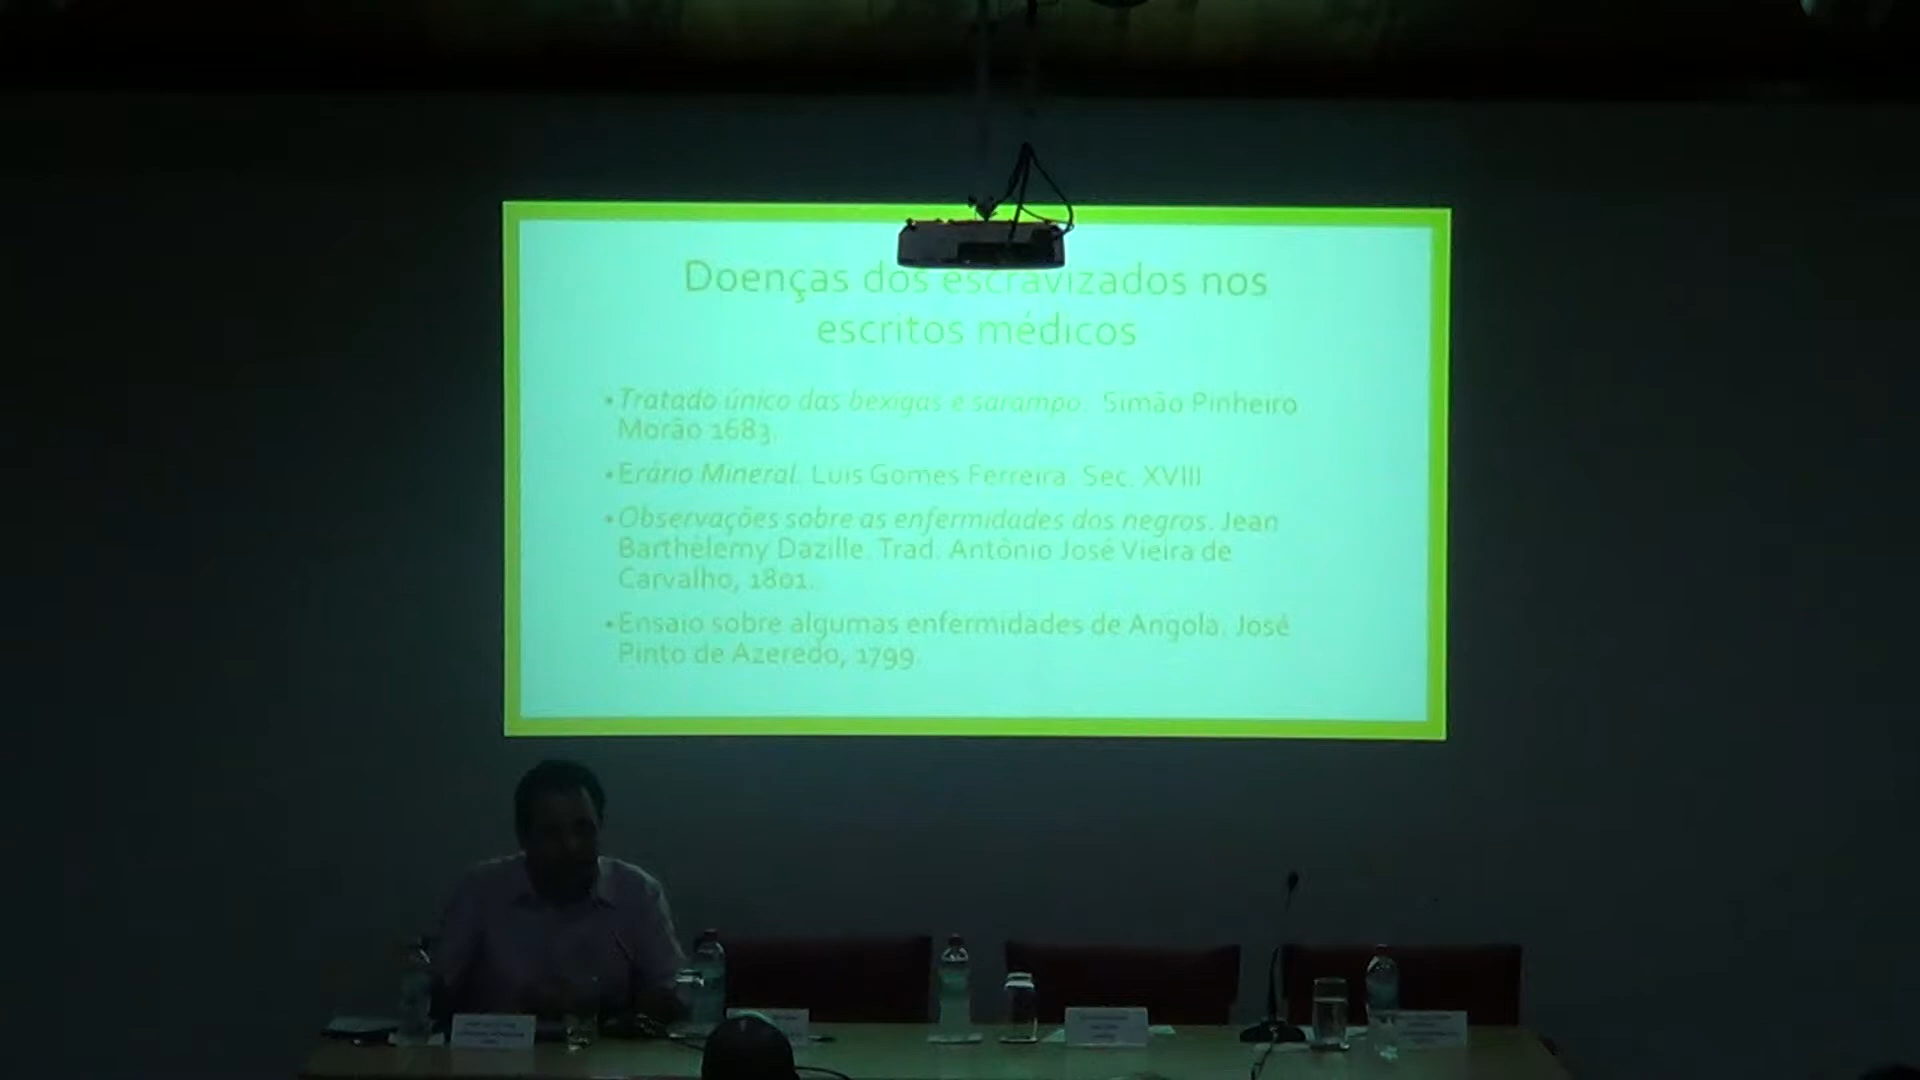 Doenças dos escravizados nos
escritos médicos
• Tratado único das bexigas e sarampo. Simão Pinheiro
Morão 1683.
• Erário Mineral. Luis Gomes Ferreira. Sec. XVIII
• Observações sobre as enfermidades dos negros. Jean
Barthélemy Dazille. Trad. Antônio José Vieira de
Carvalho, 1801.
• Ensaio sobre algumas enfermidades de Angola. José
Pinto de Azeredo, 1799.